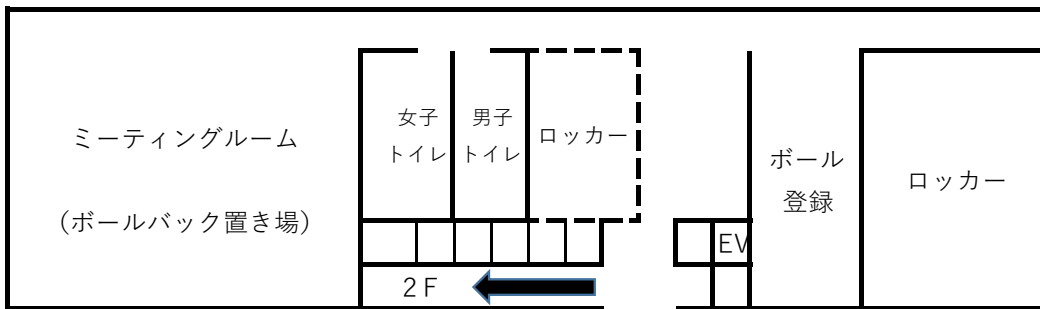 ミーティングルーム
(ボールバック置き場)
女子
トイレ
男子
トイレ
ロッカー
ボール
登録
ロッカー
EV
2F